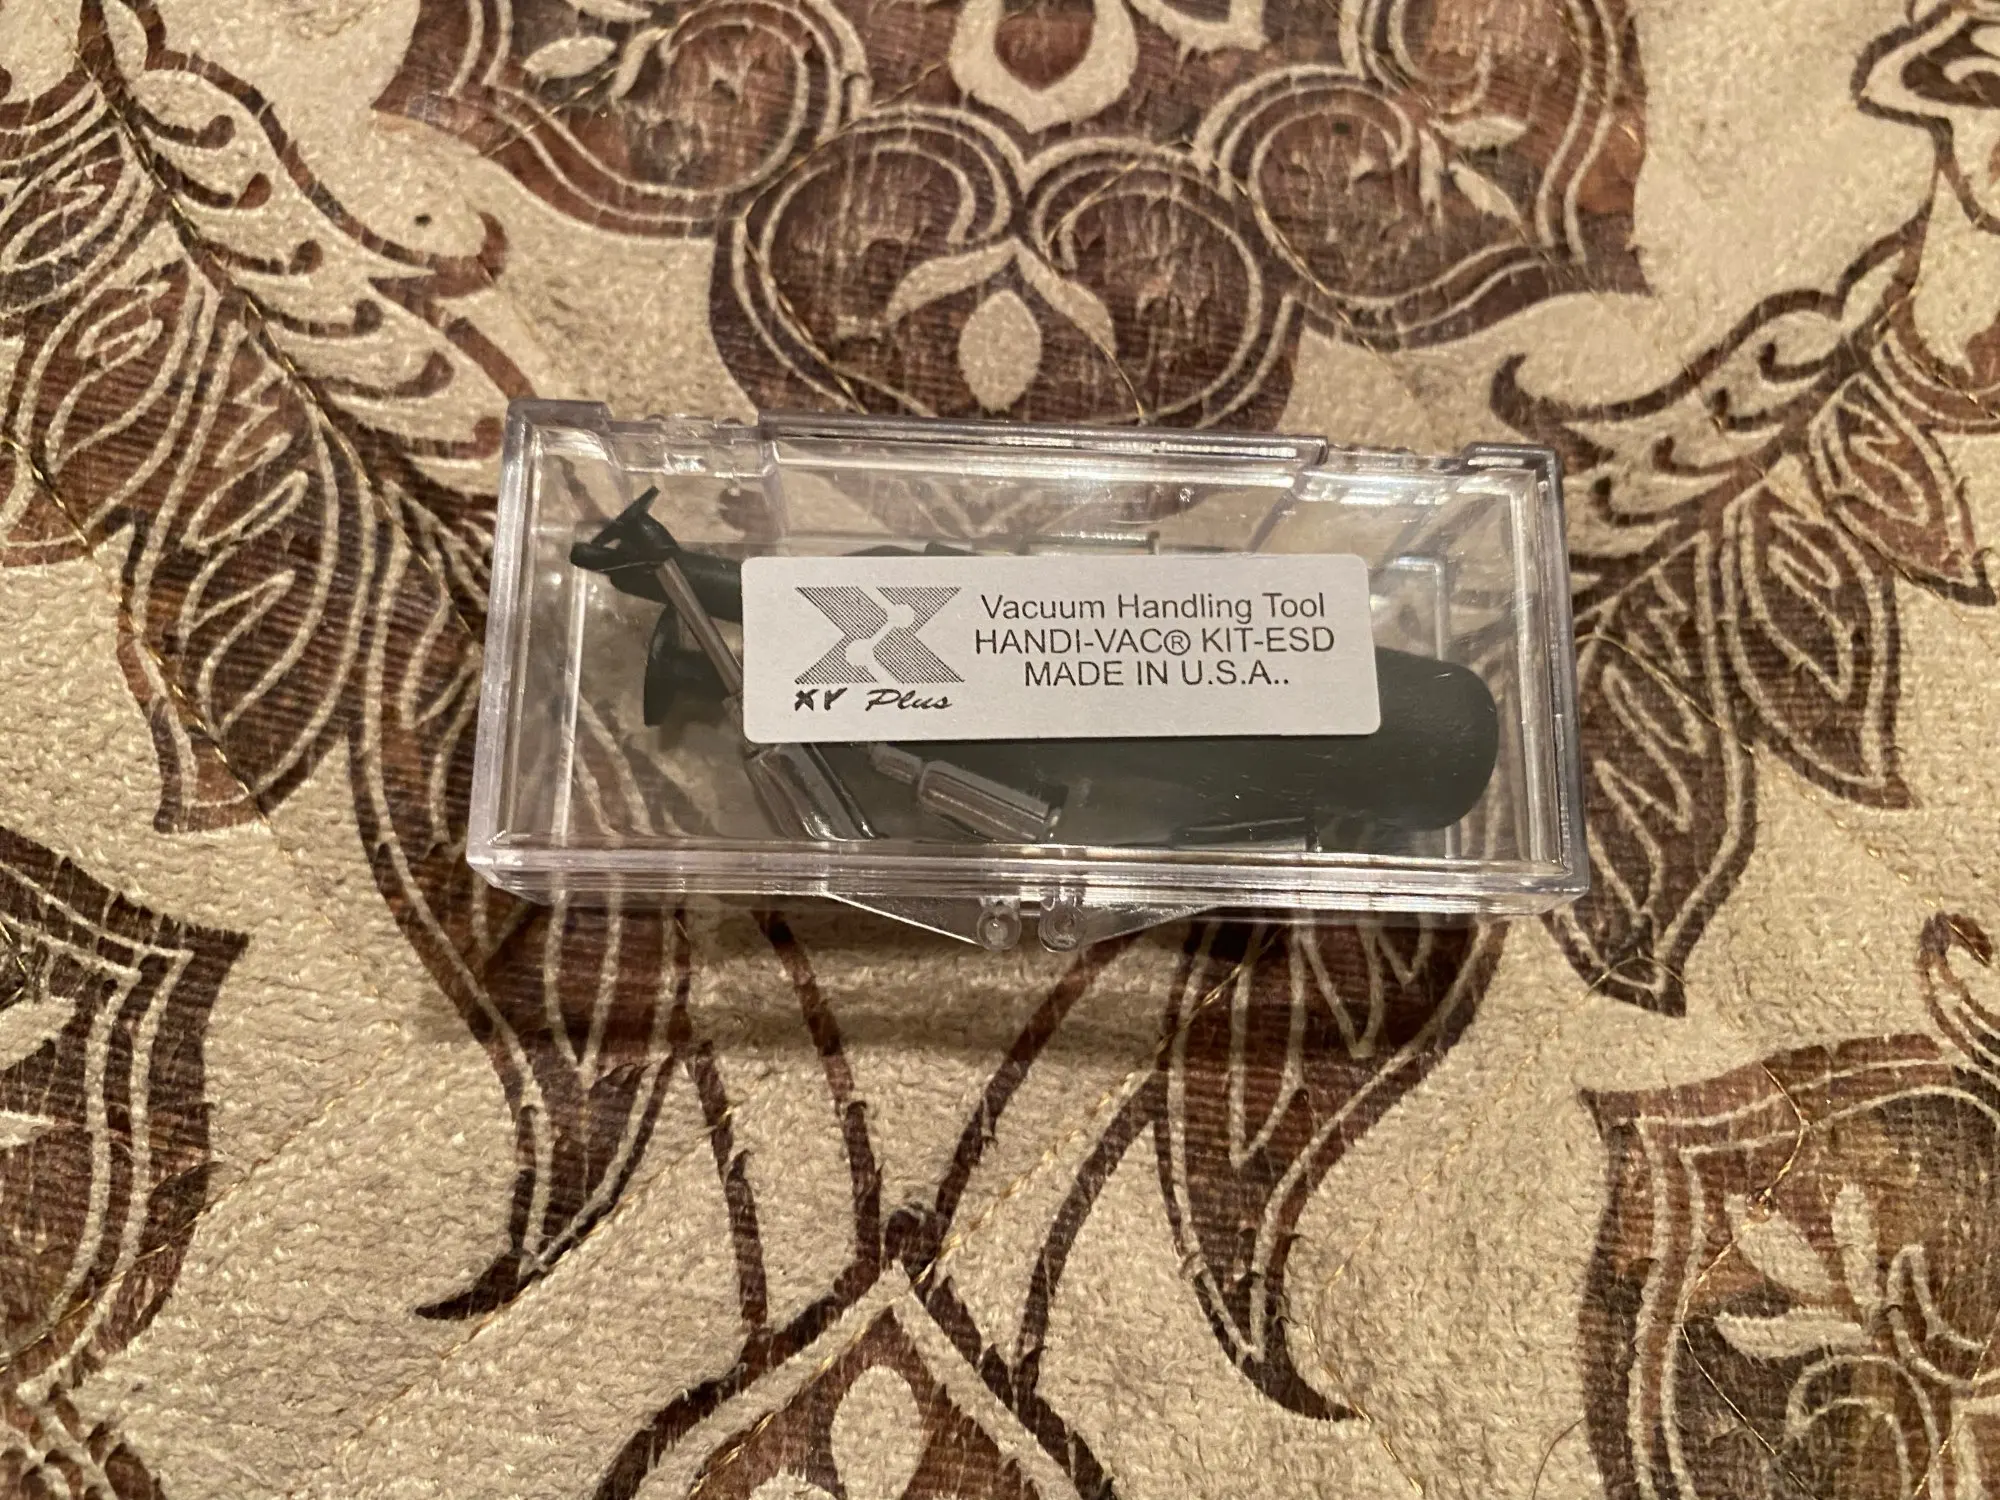 Vacuum Handling Tool
HANDI-VAC® KIT-ESD
MADE IN U.S.A..
XY Plus